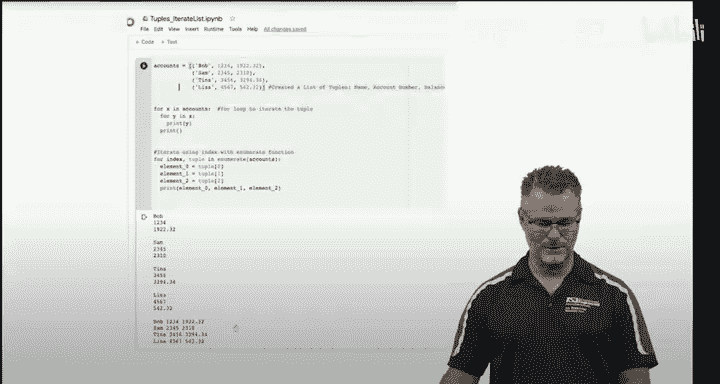 Tuples_IterateList.ipynb
File Edit View Insert Runtime Tools Help All changes saved
+ Code + Text
accounts = [('Bob', 1234, 1922.32),
('Sam', 2345, 2310),
('Tina', 3456, 3294.34),
('Lisa', 4567, 562.32)] #Created a List of Tuples: Name, Account Number, Balance
for x in accounts: #for loop to iterate the tuple
for y in x:
print(y)
print()
#Iterate using index with enumerate function
for index, tuple in enumerate(accounts):
element_0 = tuple[0]
element_1 = tuple[1]
element_2 = tuple[2]
print(element_0, element_1, element_2)
Bob
1234
1922.32
Sam
2345
2310
Tina
3456
3294.34
Lisa
4567
562.32
Bob 1234 1922.32
Sam 2345 2310
Tina 3456 3294.34
Lisa 4567 562.32